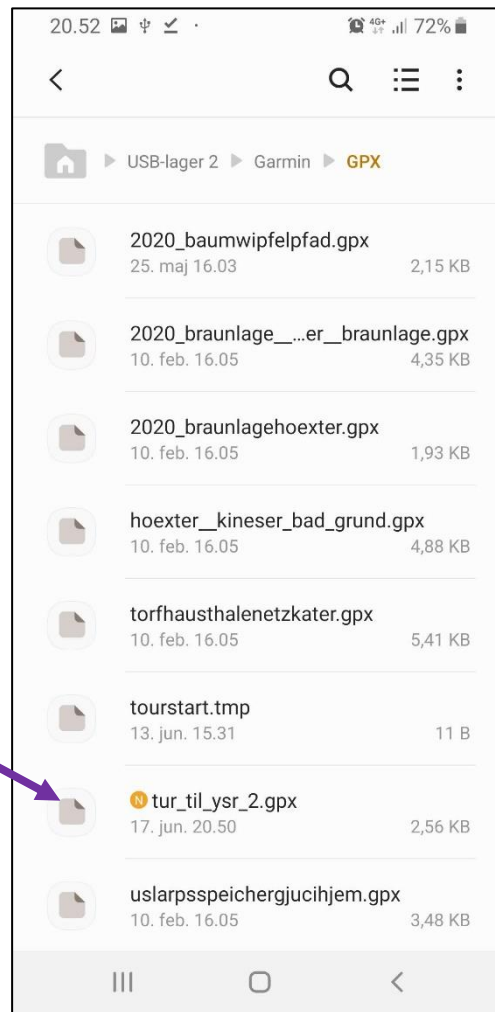 20.52 4G+ 72%
USB-lager 2 Garmin GPX
2020_baumwipfelpfad.gpx
25. maj 16.03 2,15 KB
2020_braunlage__...er__braunlage.gpx
10. feb. 16.05 4,35 KB
2020_braunlagehoexter.gpx
10. feb. 16.05 1,93 KB
hoexter__kineser_bad_grund.gpx
10. feb. 16.05 4,88 KB
torfhausthalenetzkater.gpx
10. feb. 16.05 5,41 KB
tourstart.tmp
13. jun. 15.31 11 B
N tur_til_ysr_2.gpx
17. jun. 20.50 2,56 KB
uslarpsspeichergjucihjem.gpx
10. feb. 16.05 3,48 KB